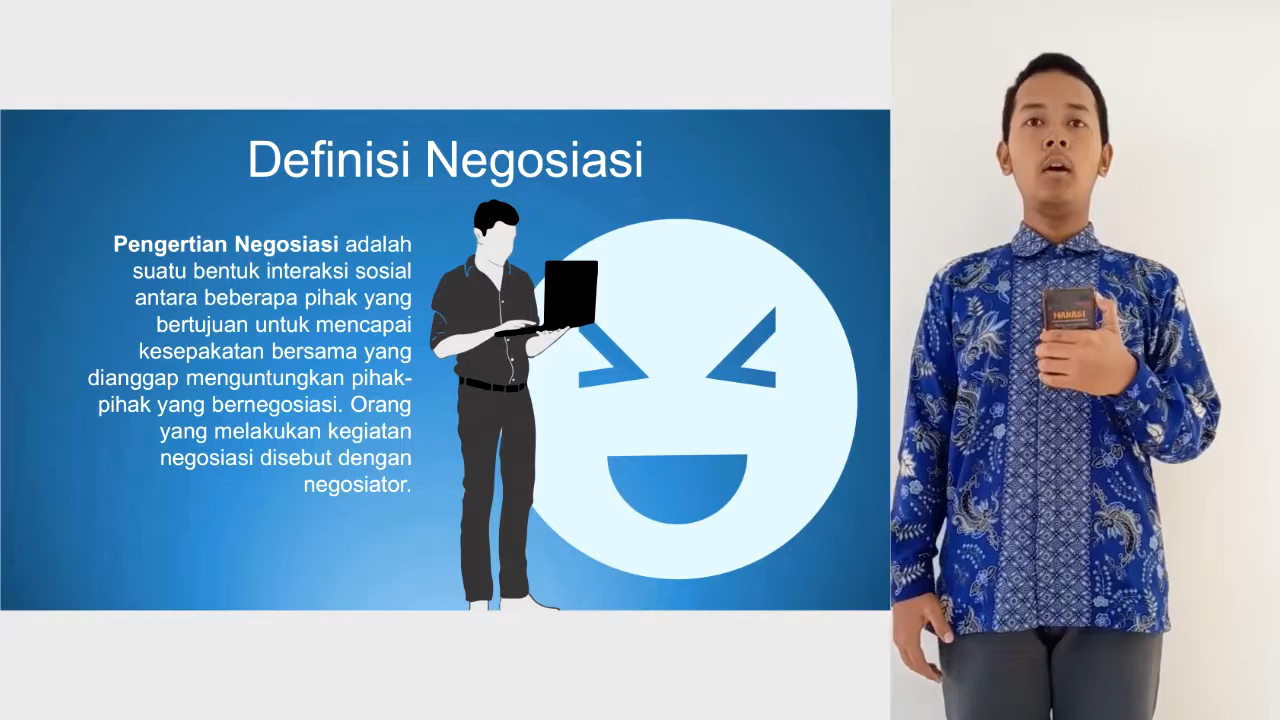 Definisi Negosiasi
Pengertian Negosiasi adalah
suatu bentuk interaksi sosial
antara beberapa pihak yang
bertujuan untuk mencapai
kesepakatan bersama yang
dianggap menguntungkan pihak-
pihak yang bernegosiasi. Orang
yang melakukan kegiatan
negosiasi disebut dengan
negosiator.